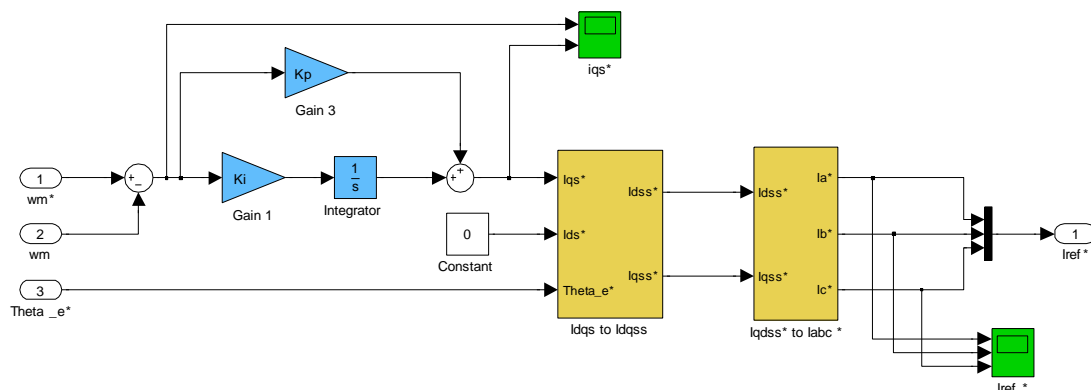 iqs*
Kp
Gain 3
1
wm*
+
−
Ki
Gain 1
1
s
Integrator
+
+
2
wm
0
Constant
3
Theta _e*
Iqs*
Ids*
Theta_e*
Idss*
Iqss*
Idqs to Idqss
Idss*
Iqss*
Ia*
Ib*
Ic*
Iqdss* to Iabc *
1
Iref *
Iref *